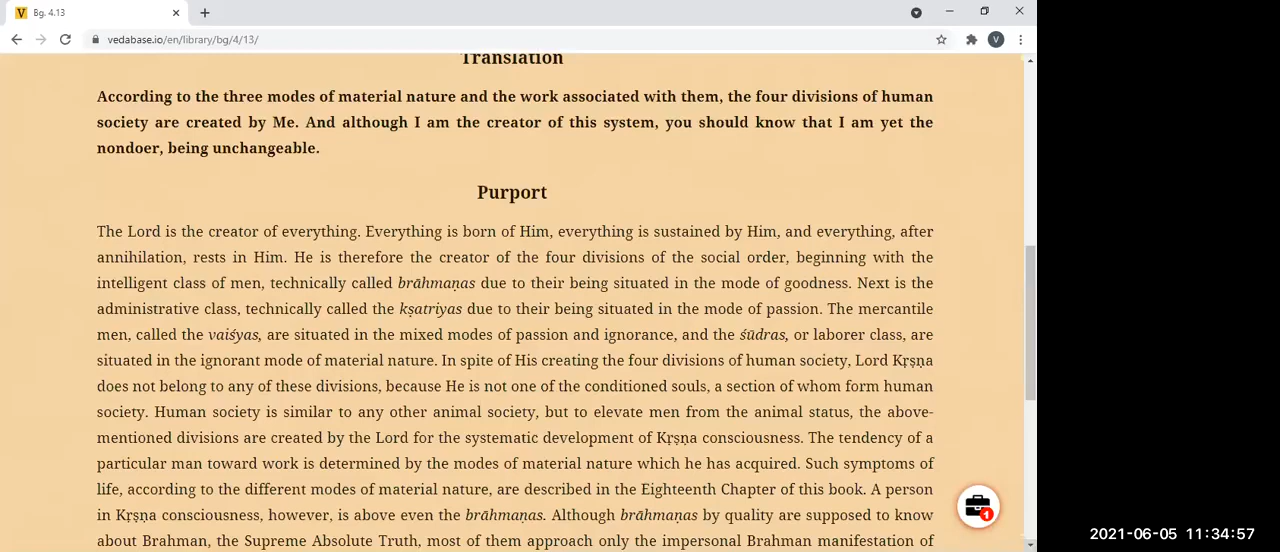 Bg. 4.13
vedabase.io/en/library/bg/4/13/
V
Translation
According to the three modes of material nature and the work associated with them, the four divisions of human
society are created by Me. And although I am the creator of this system, you should know that I am yet the
nondoer, being unchangeable.
Purport
The Lord is the creator of everything. Everything is born of Him, everything is sustained by Him, and everything, after
annihilation, rests in Him. He is therefore the creator of the four divisions of the social order, beginning with the
intelligent class of men, technically called brāhmaṇas due to their being situated in the mode of goodness. Next is the
administrative class, technically called the kṣatriyas due to their being situated in the mode of passion. The mercantile
men, called the vaiśyas, are situated in the mixed modes of passion and ignorance, and the śūdras, or laborer class, are
situated in the ignorant mode of material nature. In spite of His creating the four divisions of human society, Lord Kṛṣṇa
does not belong to any of these divisions, because He is not one of the conditioned souls, a section of whom form human
society. Human society is similar to any other animal society, but to elevate men from the animal status, the above-
mentioned divisions are created by the Lord for the systematic development of Kṛṣṇa consciousness. The tendency of a
particular man toward work is determined by the modes of material nature which he has acquired. Such symptoms of
life, according to the different modes of material nature, are described in the Eighteenth Chapter of this book. A person
in Kṛṣṇa consciousness, however, is above even the brāhmaṇas. Although brāhmaṇas by quality are supposed to know
about Brahman, the Supreme Absolute Truth, most of them approach only the impersonal Brahman manifestation of
1
2021-06-05 11:34:57